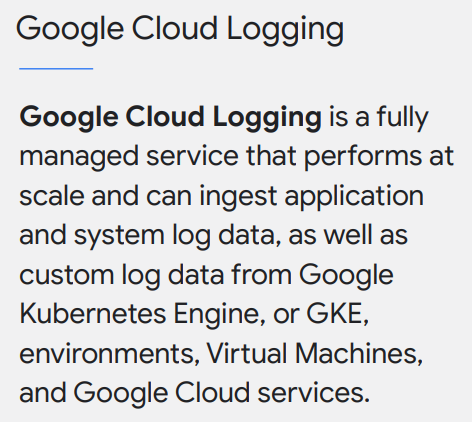 Google Cloud Logging
Google Cloud Logging is a fully
managed service that performs at
scale and can ingest application
and system log data, as well as
custom log data from Google
Kubernetes Engine, or GKE,
environments, Virtual Machines,
and Google Cloud services.